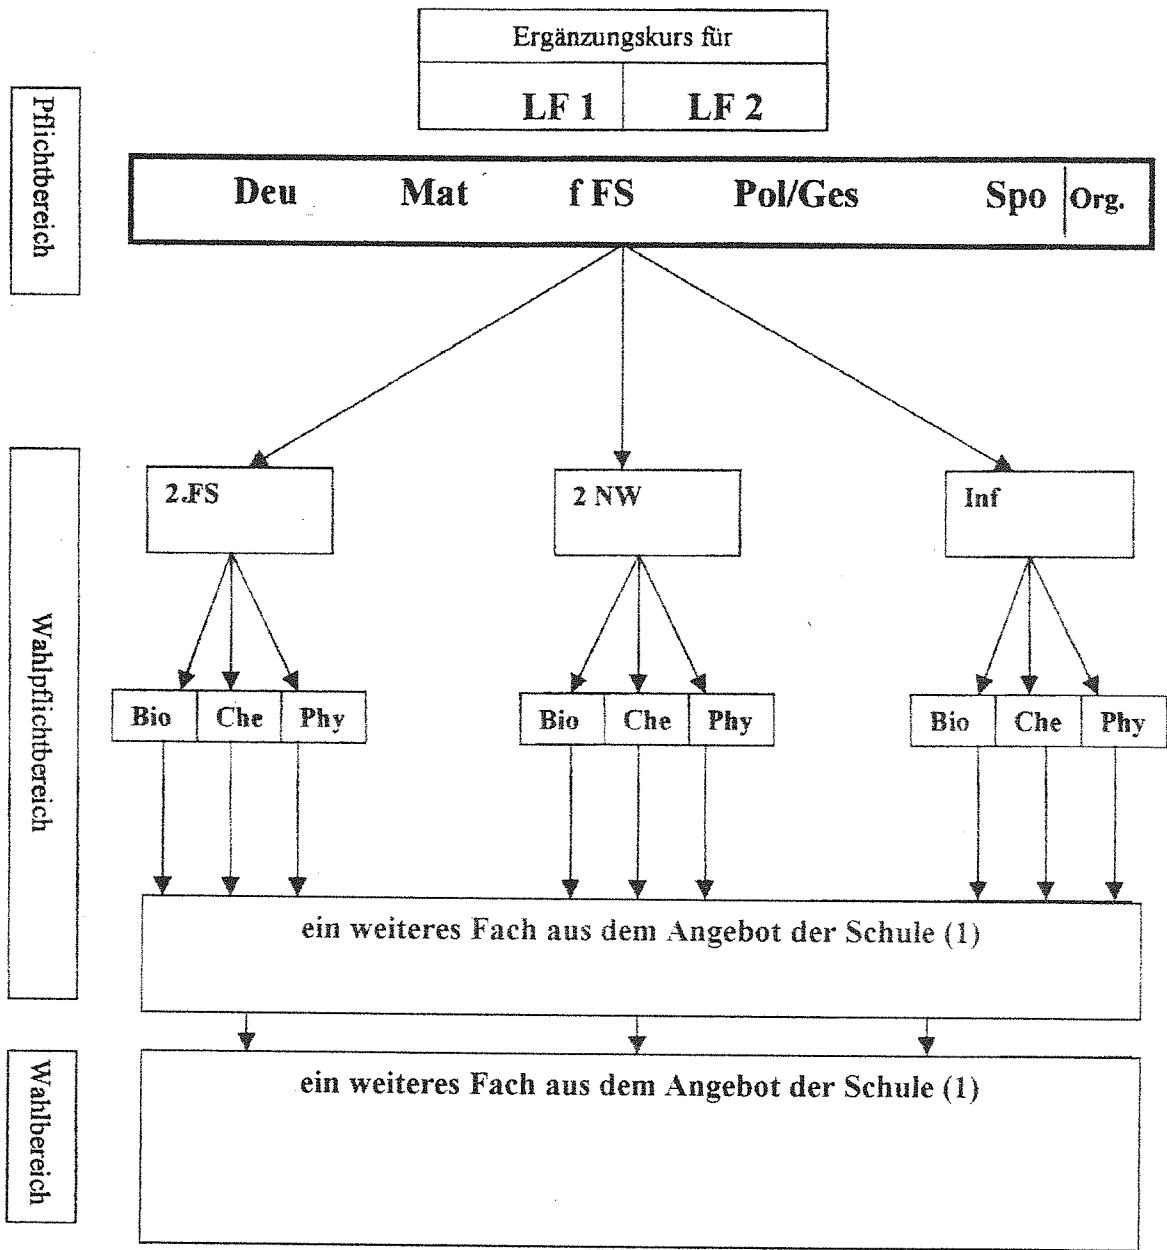 Ergänzungskurs für
LF 1 LF 2
Pflichtbereich
Deu Mat f FS Pol/Ges Spo Org.
Wahlpflichtbereich
2.FS 2 NW Inf
Bio Che Phy Bio Che Phy Bio Che Phy
ein weiteres Fach aus dem Angebot der Schule (1)
Wahlbereich
ein weiteres Fach aus dem Angebot der Schule (1)